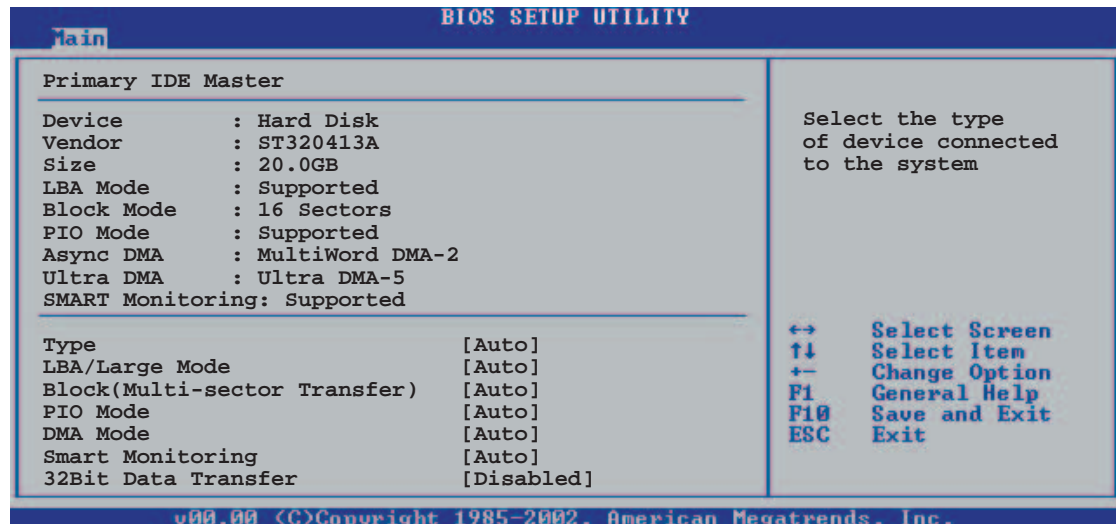 BIOS SETUP UTILITY
Main
Primary IDE Master
Device : Hard Disk
Vendor : ST320413A
Size : 20.0GB
LBA Mode : Supported
Block Mode : 16 Sectors
PIO Mode : Supported
Async DMA : MultiWord DMA-2
Ultra DMA : Ultra DMA-5
SMART Monitoring: Supported
Type [Auto]
LBA/Large Mode [Auto]
Block(Multi-sector Transfer) [Auto]
PIO Mode [Auto]
DMA Mode [Auto]
Smart Monitoring [Auto]
32Bit Data Transfer [Disabled]
Select the type
of device connected
to the system
←→ Select Screen
↑↓ Select Item
+- Change Option
F1 General Help
F10 Save and Exit
ESC Exit
v00.00 (C)Copyright 1985-2002, American Megatrends, Inc.